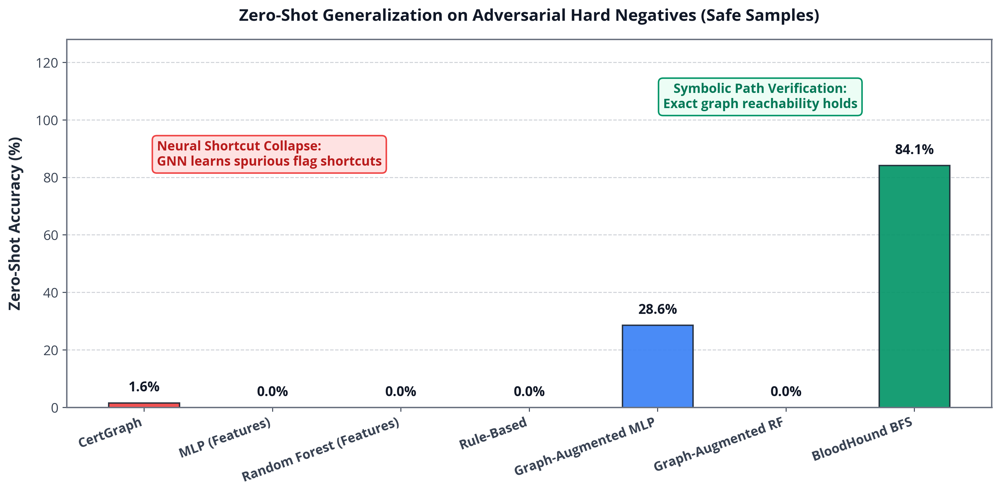 Zero-Shot Generalization on Adversarial Hard Negatives (Safe Samples)
Zero-Shot Accuracy (%)
120
100
80
60
40
20
0
Symbolic Path Verification:
Exact graph reachability holds
Neural Shortcut Collapse:
GNN learns spurious flag shortcuts
1.6%
0.0%
0.0%
0.0%
28.6%
0.0%
84.1%
CertGraph
MLP (Features)
Random Forest (Features)
Rule-Based
Graph-Augmented MLP
Graph-Augmented RF
BloodHound BFS